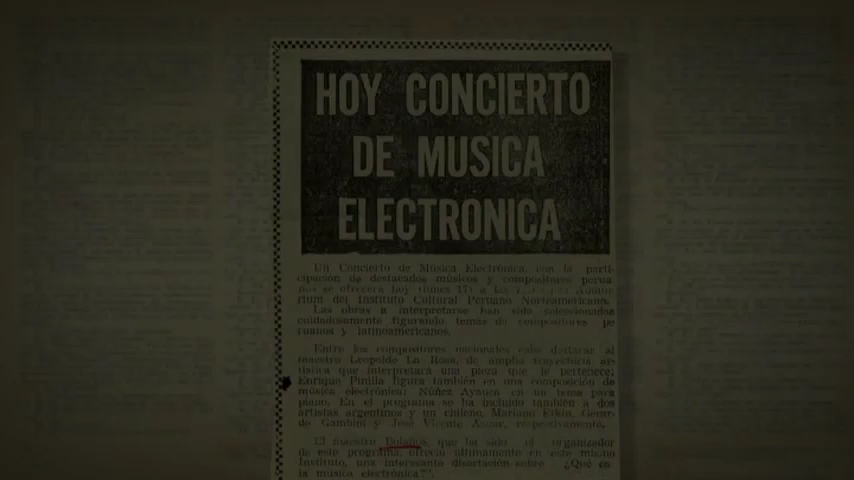 HOY CONCIERTO
DE MUSICA
ELECTRONICA
Un Concierto de Música Electrónica, con la parti-
cipación de destacados músicos y compositores perua
nos se ofrecerá hoy (lunes 17) a las
rium del Instituto Cultural Peruano Norteamericano.
Las obras a interpretarse han sido seleccionadas
cuidadosamente figurando temas de compositores pe
ruanos y latinoamericanos.
Entre los compositores nacionales cabe destacar al
maestro Leopoldo La Rosa, de amplia trayectoria ar-
tística que interpretará una pieza que le pertenece;
Enrique Pinilla figura también en una composición de
música electrónica; Núñez Ayauca en un tema para
piano. En el programa se ha incluido también a dos
artistas argentinos y un chileno, Mariano Etkin, Gerar-
do Gandini y José Vicente Asuar, respectivamente.
El maestro Bolaños, que ha sido el organizador
de este programa, ofreció últimamente en este mismo
Instituto, una interesante disertación sobre ¿Qué es
la música electrónica?".